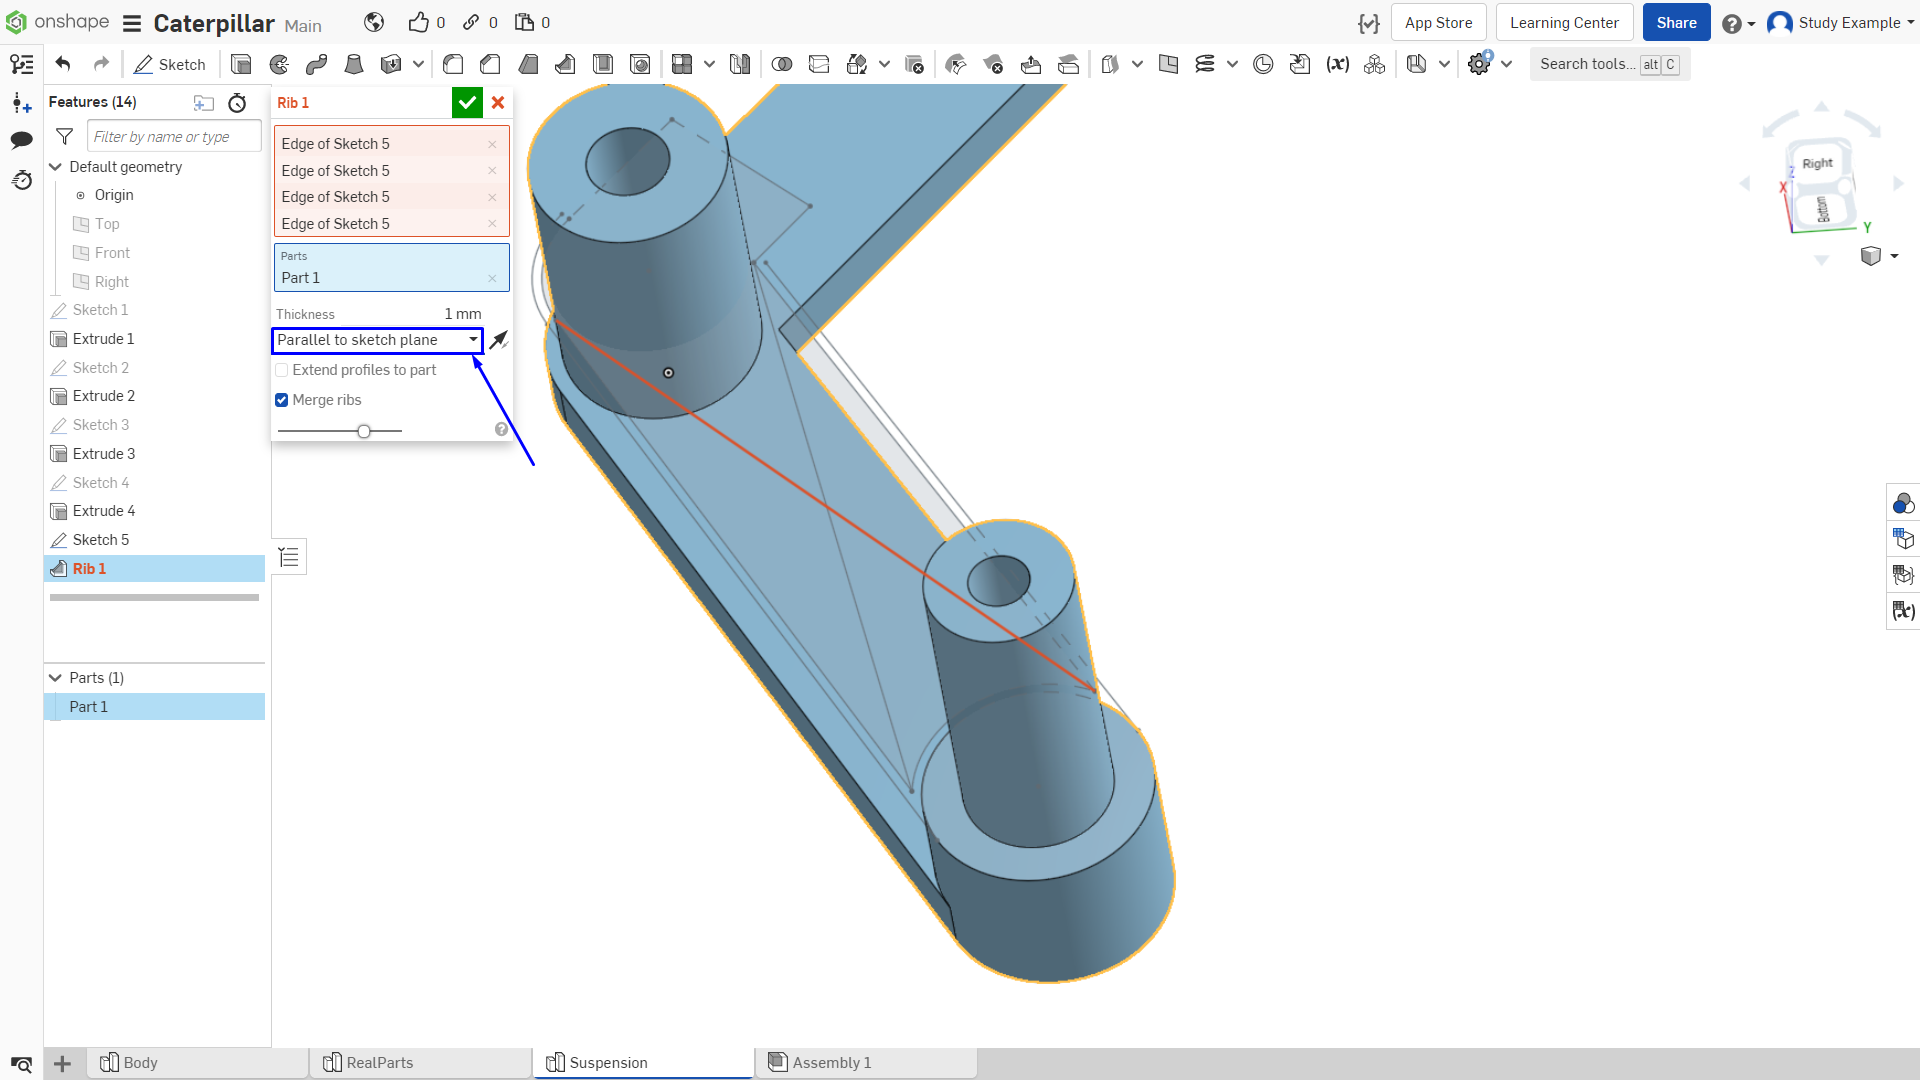 onshape Caterpillar Main 0 0 0 App Store Learning Center Share Study Example
Sketch Search tools... alt C
Features (14)
Filter by name or type
Default geometry
Origin
Top
Front
Right
Sketch 1
Extrude 1
Sketch 2
Extrude 2
Sketch 3
Extrude 3
Sketch 4
Extrude 4
Sketch 5
Rib 1
Parts (1)
Part 1
Rib 1
Edge of Sketch 5
Edge of Sketch 5
Edge of Sketch 5
Edge of Sketch 5
Parts
Part 1
Thickness 1 mm
Parallel to sketch plane
Extend profiles to part
Merge ribs
Right
Z
X
Bottom
Y
Body RealParts Suspension Assembly 1